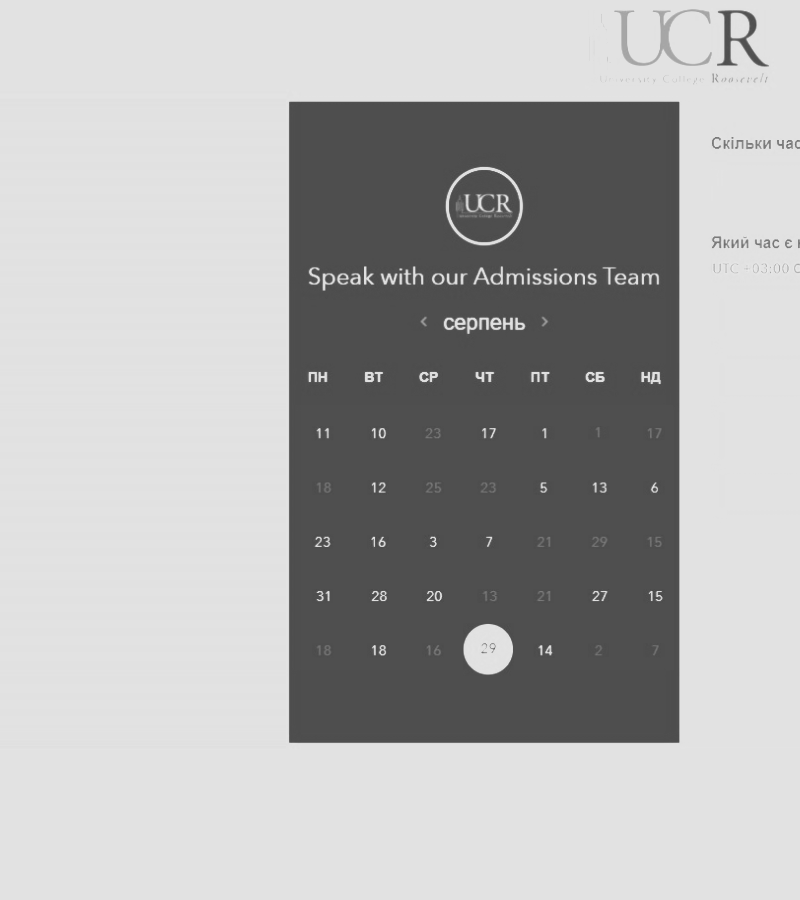 UCR
University College Roosevelt
UCR
Speak with our Admissions Team
< серпень >
ПН ВТ СР ЧТ ПТ СБ НД
11 10 23 17 1 1 17
18 12 25 23 5 13 6
23 16 3 7 21 29 15
31 28 20 13 21 27 15
18 18 16 29 14 2 7
Скільки час
Який час є
UTC +03:00